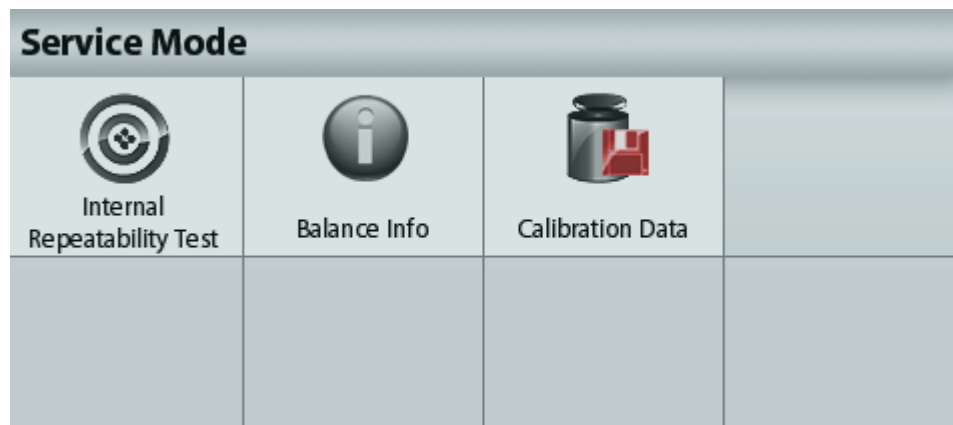 Service Mode
Internal
Repeatability Test
Balance Info
Calibration Data